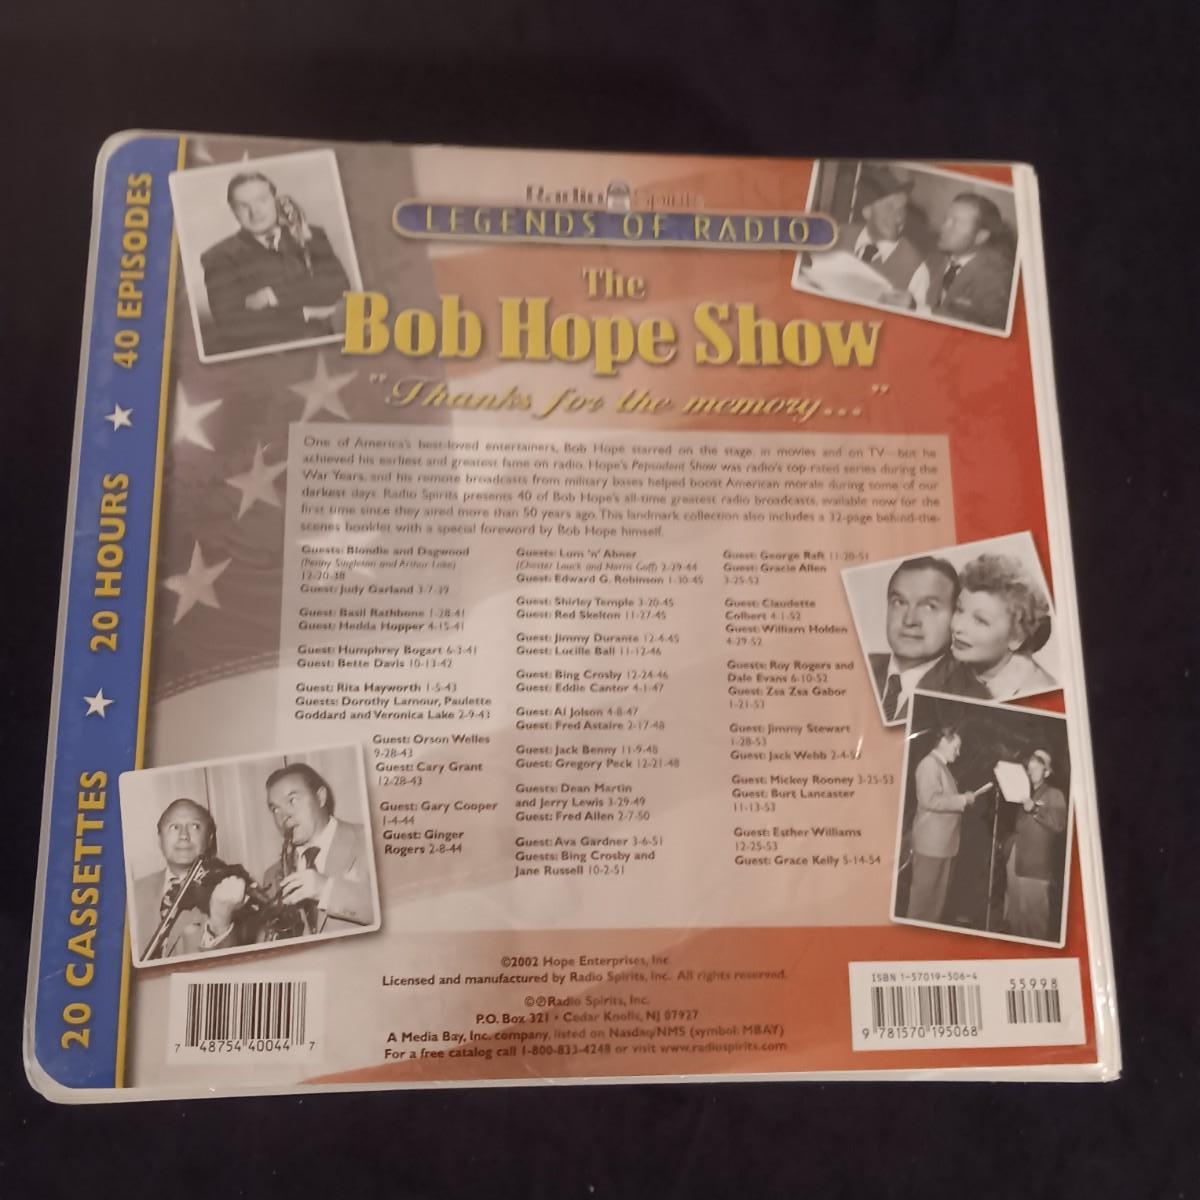 20 CASSETTES ★ 20 HOURS ★ 40 EPISODES
Radio Spirits
LEGENDS OF RADIO
The
Bob Hope Show
"Thanks for the memory..."
One of America's best-loved entertainers, Bob Hope starred on the stage, in movies and on TV—but he
achieved his earliest and greatest fame on radio. Hope's Pepsodent Show was radio's top-rated series during the
War Years, and his remote broadcasts from military bases helped boost American morale during some of our
darkest days. Radio Spirits presents 40 of Bob Hope's all-time greatest radio broadcasts, available now for the
first time since they aired more than 50 years ago. This landmark collection also includes a 32-page behind-the-
scenes booklet with a special foreword by Bob Hope himself.
Guests: Blondie and Dagwood
(Penny Singleton and Arthur Lake)
12-20-38
Guest: Judy Garland 3-7-39
Guest: Basil Rathbone 1-28-41
Guest: Hedda Hopper 4-15-41
Guest: Humphrey Bogart 6-3-41
Guest: Bette Davis 10-13-42
Guest: Rita Hayworth 1-5-43
Guests: Dorothy Lamour, Paulette
Goddard and Veronica Lake 2-9-43
Guest: Orson Welles
9-28-43
Guest: Cary Grant
12-28-43
Guest: Gary Cooper
1-4-44
Guest: Ginger
Rogers 2-8-44
Guests: Lum 'n' Abner
(Chester Lauck and Norris Goff) 2-29-44
Guest: Edward G. Robinson 1-30-45
Guest: Shirley Temple 3-20-45
Guest: Red Skelton 11-27-45
Guest: Jimmy Durante 12-4-45
Guest: Lucille Ball 11-12-46
Guest: Bing Crosby 12-24-46
Guest: Eddie Cantor 4-1-47
Guest: Al Jolson 4-8-47
Guest: Fred Astaire 2-17-48
Guest: Jack Benny 11-9-48
Guest: Gregory Peck 12-21-48
Guests: Dean Martin
and Jerry Lewis 3-29-49
Guest: Fred Allen 2-7-50
Guest: Ava Gardner 3-6-51
Guests: Bing Crosby and
Jane Russell 10-2-51
Guest: George Raft 11-20-51
Guest: Gracie Allen
3-25-52
Guest: Claudette
Colbert 4-1-52
Guest: William Holden
4-29-52
Guests: Roy Rogers and
Dale Evans 6-10-52
Guest: Zsa Zsa Gabor
1-21-53
Guest: Jimmy Stewart
1-28-53
Guest: Jack Webb
Guest: Mickey Rooney 3-25-53
Guest: Burt Lancaster
11-13-53
Guest: Esther Williams
12-25-53
Guest: Grace Kelly 5-14-54
©2002 Hope Enterprises, Inc.
Licensed and manufactured by Radio Spirits, Inc. All rights reserved.
©℗Radio Spirits, Inc.
P.O. Box 321 • Cedar Knolls, NJ 07927
A Media Bay, Inc. company, listed on Nasdaq/NMS (symbol: MBAY)
For a free catalog call 1-800-833-4248 or visit www.radiospirits.com
7 48754 40044 7
ISBN 1-57019-506-4
55998
9 781570 195068